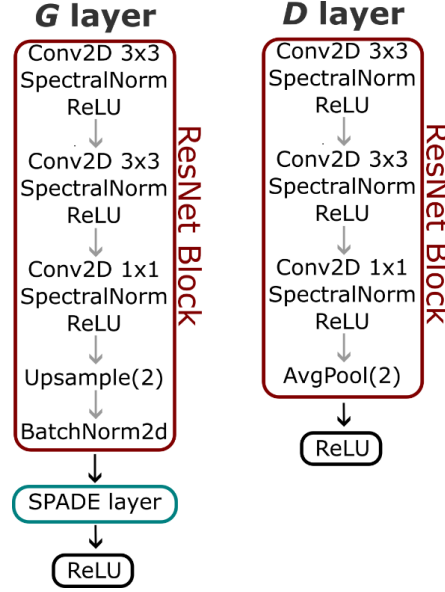 G layer
Conv2D 3x3
SpectralNorm
ReLU
Conv2D 3x3
SpectralNorm
ReLU
Conv2D 1x1
SpectralNorm
ReLU
Upsample(2)
BatchNorm2d
ResNet Block
SPADE layer
ReLU
D layer
Conv2D 3x3
SpectralNorm
ReLU
Conv2D 3x3
SpectralNorm
ReLU
Conv2D 1x1
SpectralNorm
ReLU
AvgPool(2)
ResNet Block
ReLU